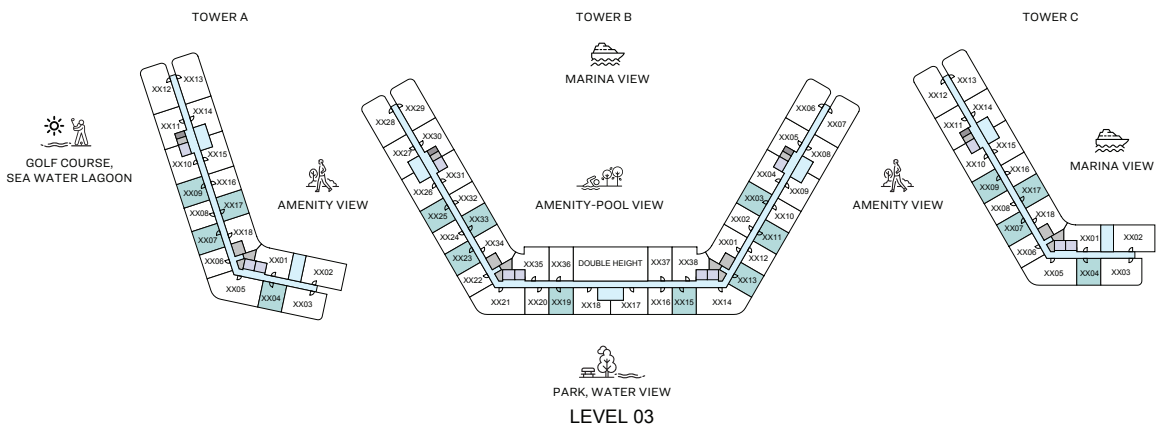 TOWER A
TOWER B
TOWER C
MARINA VIEW
GOLF COURSE,
SEA WATER LAGOON
AMENITY VIEW
AMENITY-POOL VIEW
AMENITY VIEW
MARINA VIEW
XX13
XX12
XX14
XX11
XX15
XX10
XX16
XX09
XX17
XX08
XX07
XX18
XX06
XX01
XX02
XX05
XX04
XX03
XX29
XX28
XX30
XX27
XX31
XX26
XX32
XX25
XX33
XX24
XX34
XX23
XX22
XX35
XX36
DOUBLE HEIGHT
XX37
XX38
XX21
XX20
XX19
XX18
XX17
XX16
XX15
XX14
XX06
XX07
XX05
XX08
XX04
XX09
XX03
XX10
XX02
XX11
XX01
XX12
XX13
XX13
XX12
XX14
XX11
XX15
XX10
XX16
XX09
XX17
XX08
XX18
XX07
XX01
XX02
XX06
XX05
XX04
XX03
PARK, WATER VIEW
LEVEL 03